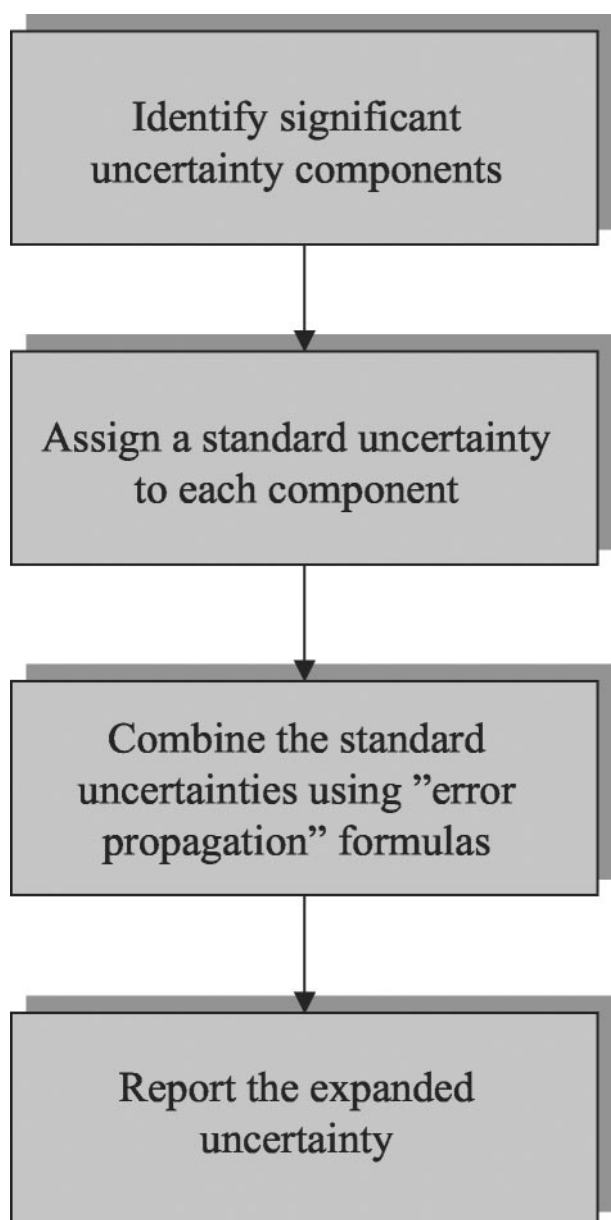 Identify significant
uncertainty components
Assign a standard uncertainty
to each component
Combine the standard
uncertainties using ”error
propagation” formulas
Report the expanded
uncertainty